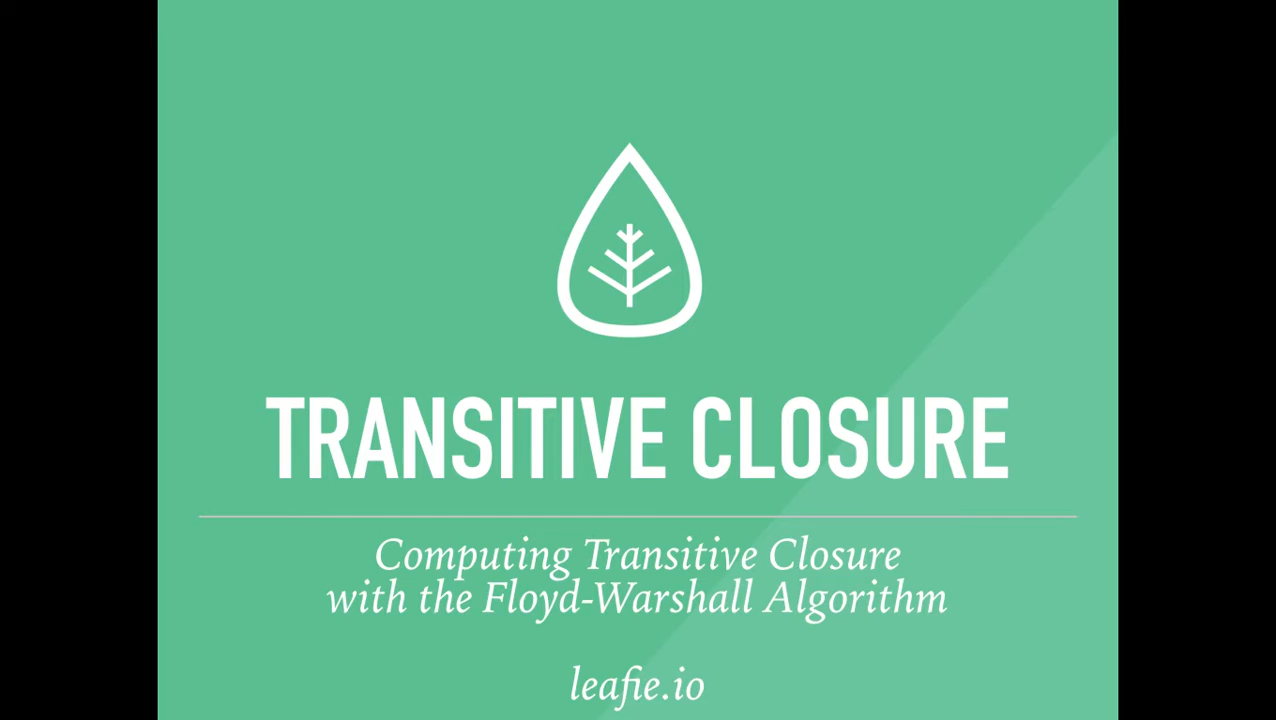 TRANSITIVE CLOSURE
Computing Transitive Closure
with the Floyd-Warshall Algorithm
leafie.io